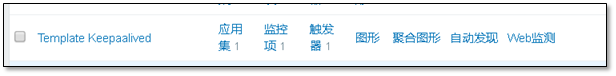 应用 监控 触发
Template Keepaalived 集 1 项 1 器 1 图形 聚合图形 自动发现 Web监测